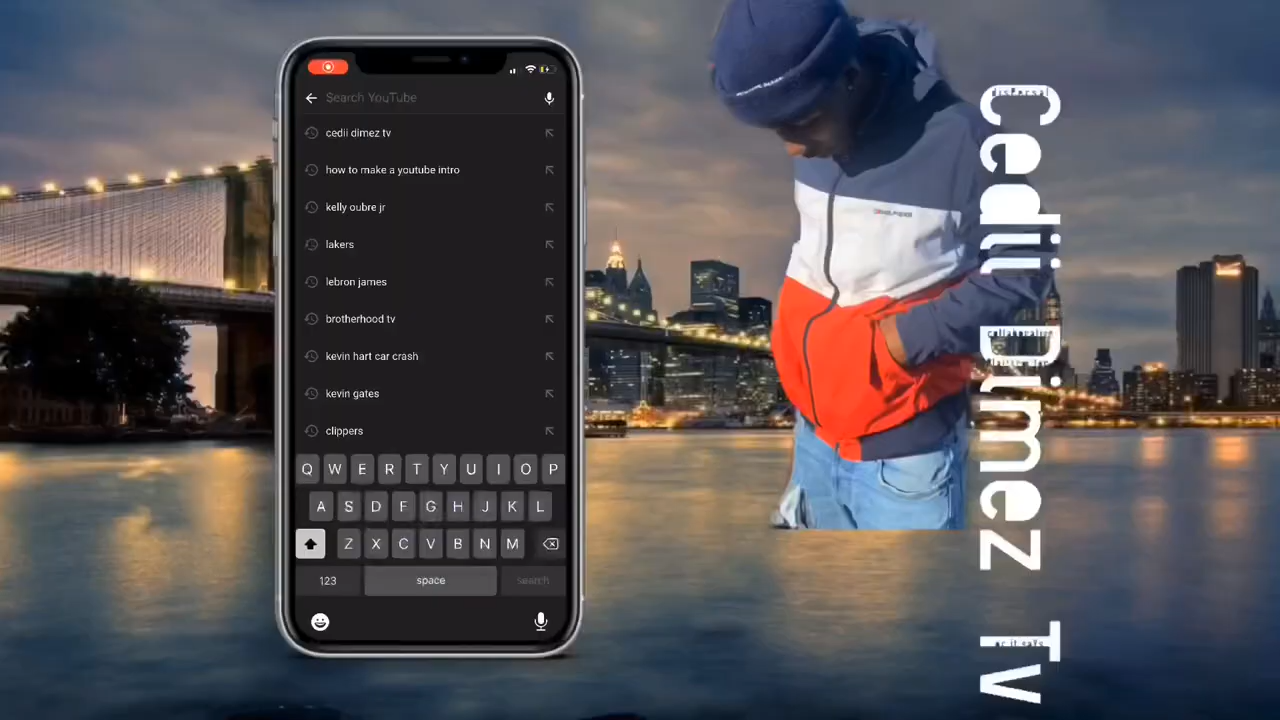 Search YouTube
cedii dimez tv
how to make a youtube intro
kelly oubre jr
lakers
lebron james
brotherhood tv
kevin hart car crash
kevin gates
clippers
Q W E R T Y U I O P
A S D F G H J K L
Z X C V B N M
123 space search
Cedii Dimez Tv